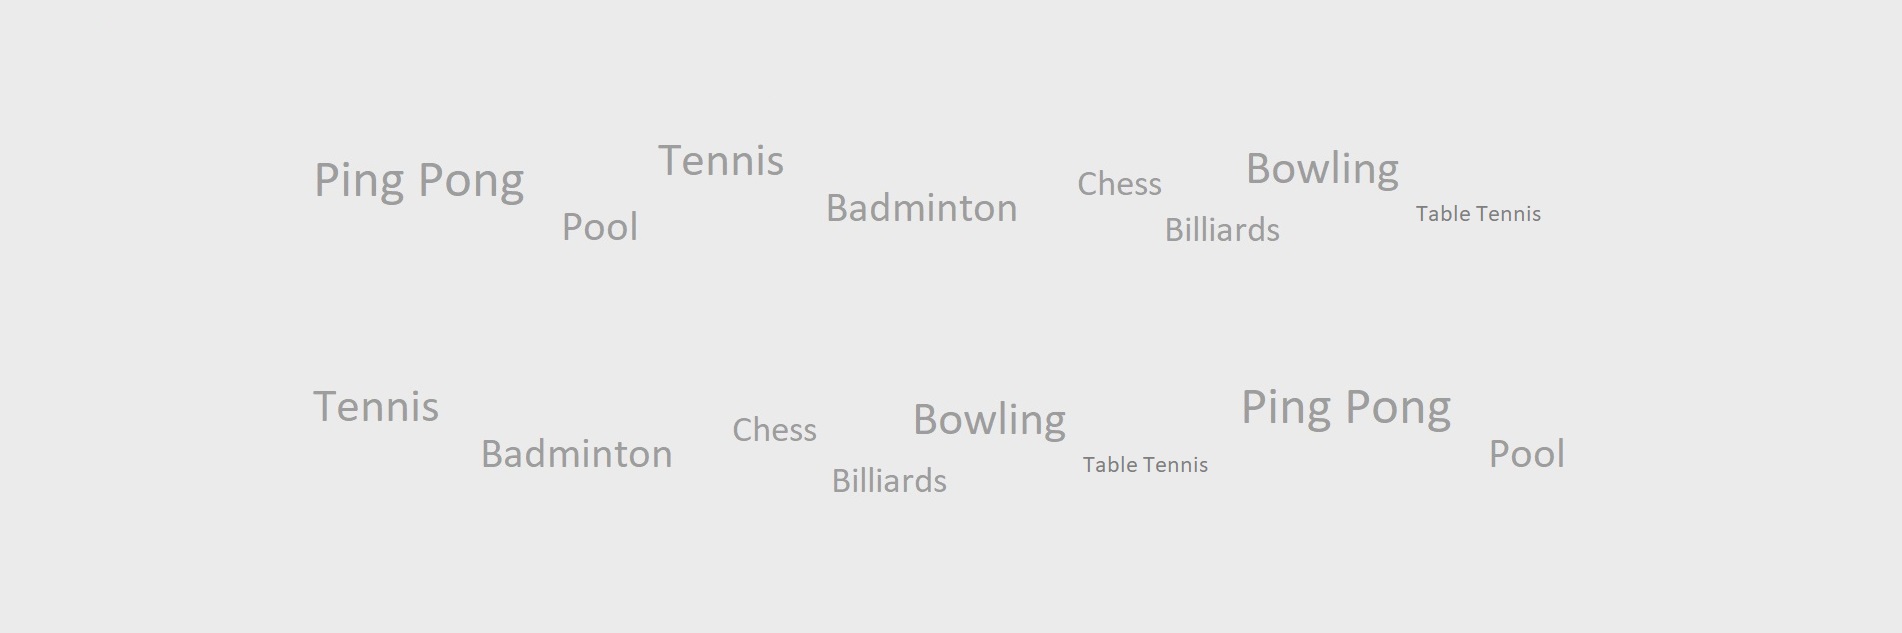 Ping Pong Pool Tennis Badminton Chess Billiards Bowling Table Tennis
Tennis Badminton Chess Billiards Bowling Table Tennis Ping Pong Pool